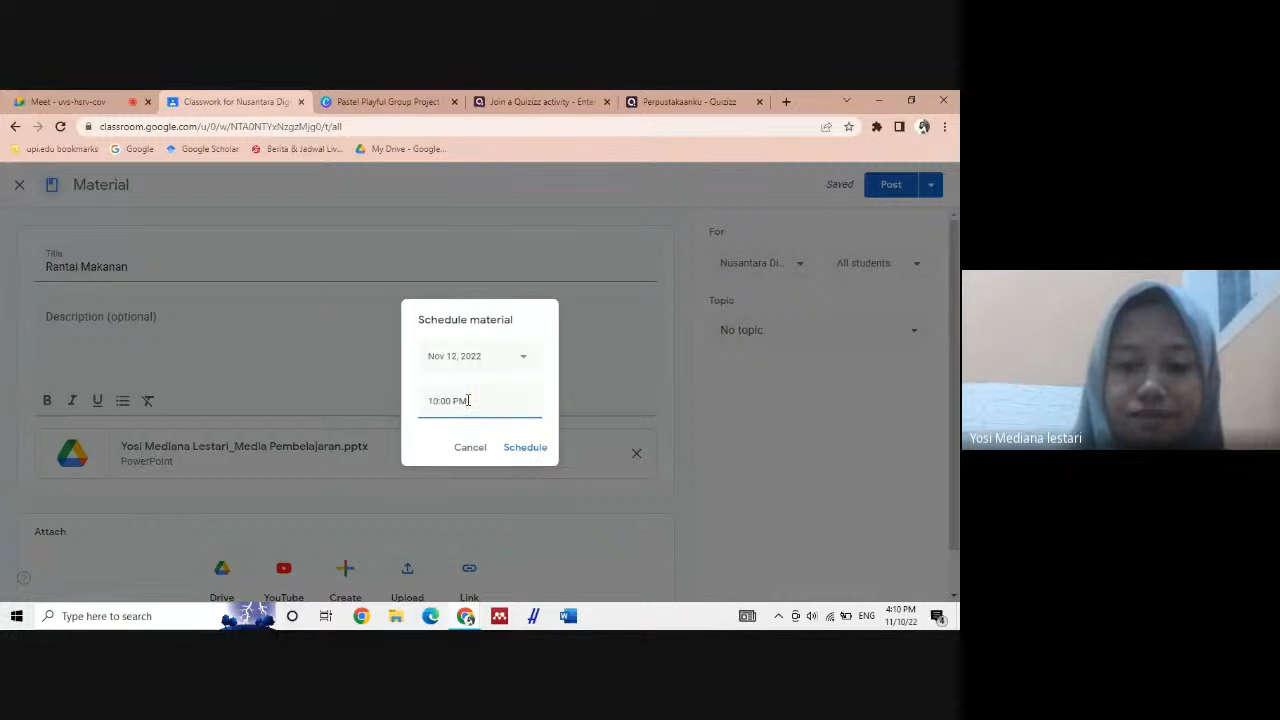 Meet - uvs-hsrv-cov
Classwork for Nusantara Dig
Pastel Playful Group Project
Join a Quizizz activity - Ente
Perpustakaanku - Quizizz
classroom.google.com/u/0/w/NTA0NTYxNzgzMjg0/t/all
upi.edu bookmarks
Google
Google Scholar
Berita & Jadwal Liv...
My Drive - Google...
Material
Saved
Post
Title
Rantai Makanan
Description (optional)
For
Nusantara Di...
All students
Topic
No topic
Schedule material
Nov 12, 2022
10:00 PM
Cancel
Schedule
B I U
Yosi Mediana Lestari_Media Pembelajaran.pptx
PowerPoint
Attach
Drive
YouTube
Create
Upload
Link
Yosi Mediana lestari
Type here to search
ENG
4:10 PM
11/10/22
4